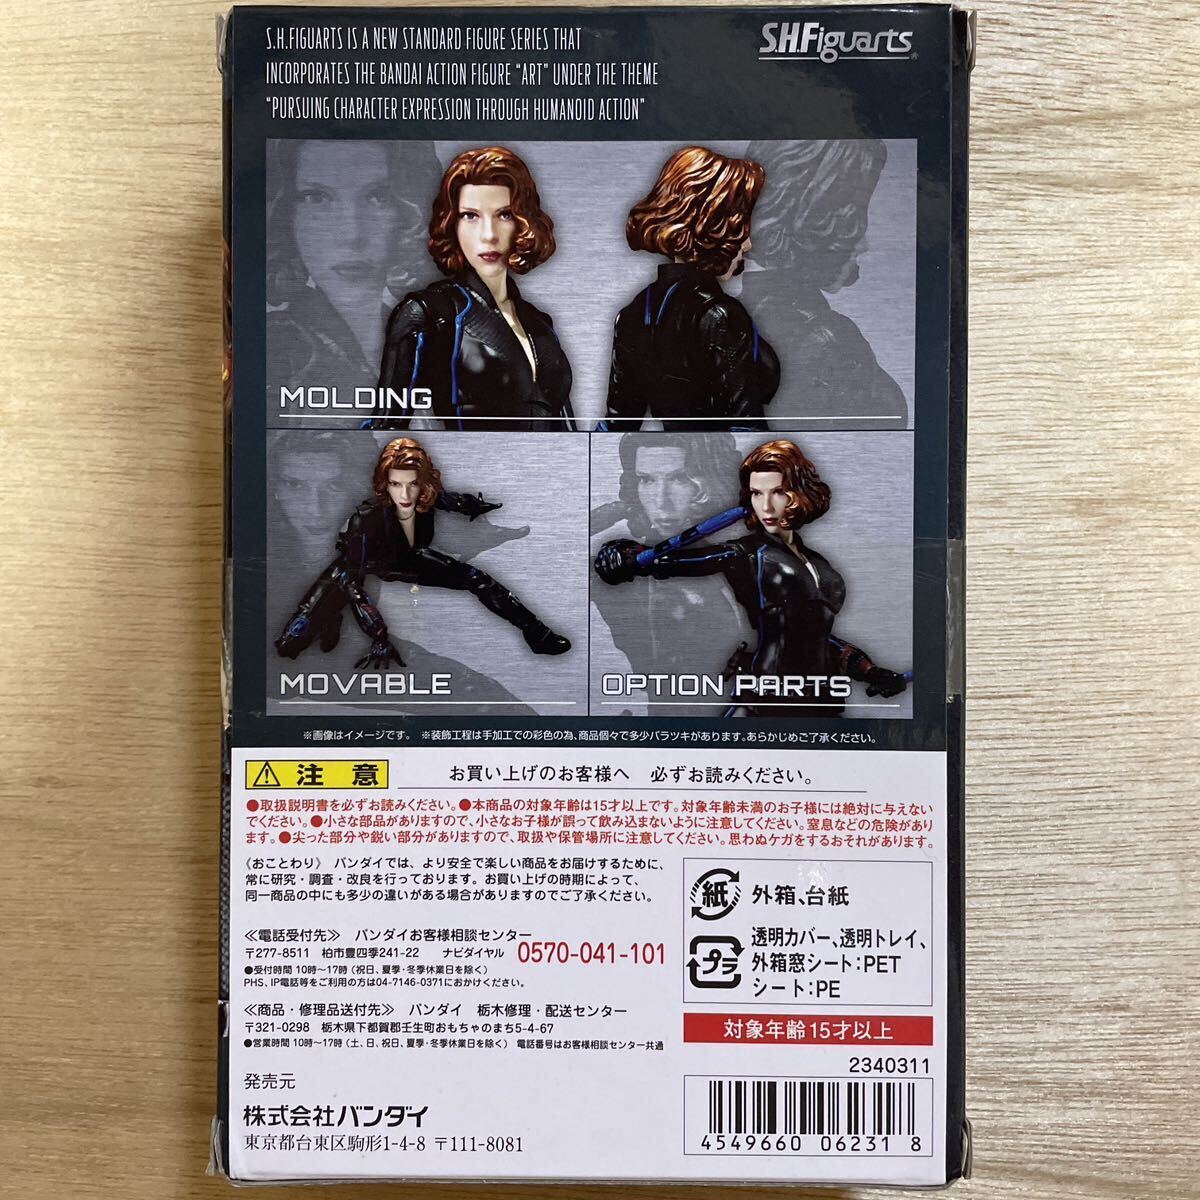 S.H.FIGUARTS IS A NEW STANDARD FIGURE SERIES THAT
INCORPORATES THE BANDAI ACTION FIGURE "ART" UNDER THE THEME
"PURSUING CHARACTER EXPRESSION THROUGH HUMANOID ACTION"
S.H.Figuarts®
MOLDING
MOVABLE
OPTION PARTS
※画像はイメージです。 ※装飾工程は手加工での彩色の為、商品個々で多少バラツキがあります。あらかじめご了承ください。
注意
お買い上げのお客様へ 必ずお読みください。
●取扱説明書を必ずお読みください。●本商品の対象年齢は15才以上です。対象年齢未満のお子様には絶対に与えない
でください。●小さな部品がありますので、小さなお子様が誤って飲み込まないように注意してください。窒息などの危険があり
ます。●尖った部分や鋭い部分がありますので、取扱や保管場所に注意してください。思わぬケガをするおそれがあります。
《おことわり》 バンダイでは、より安全で楽しい商品をお届けするために、
常に研究・調査・改良を行っております。お買い上げの時期によって、
同一商品の中にも多少の違いがある場合がありますのでご了承ください。
≪電話受付先≫ バンダイお客様相談センター
〒277-8511 柏市豊四季241-22 ナビダイヤル 0570-041-101
●受付時間 10時〜17時 (祝日、夏季・冬季休業日を除く)
PHS、IP電話等をご利用の方は04-7146-0371におかけください。
≪商品・修理品送付先≫ バンダイ 栃木修理・配送センター
〒321-0298 栃木県下都賀郡壬生町おもちゃのまち5-4-67
●営業時間 10時〜17時 (土、日、祝日、夏季・冬季休業日を除く) 電話番号はお客様相談センター共通
発売元
株式会社バンダイ
東京都台東区駒形1-4-8 〒111-8081
紙
外箱、台紙
プラ
透明カバー、透明トレイ、
外箱窓シート:PET
シート:PE
対象年齢15才以上
2340311
4549660 06231 8